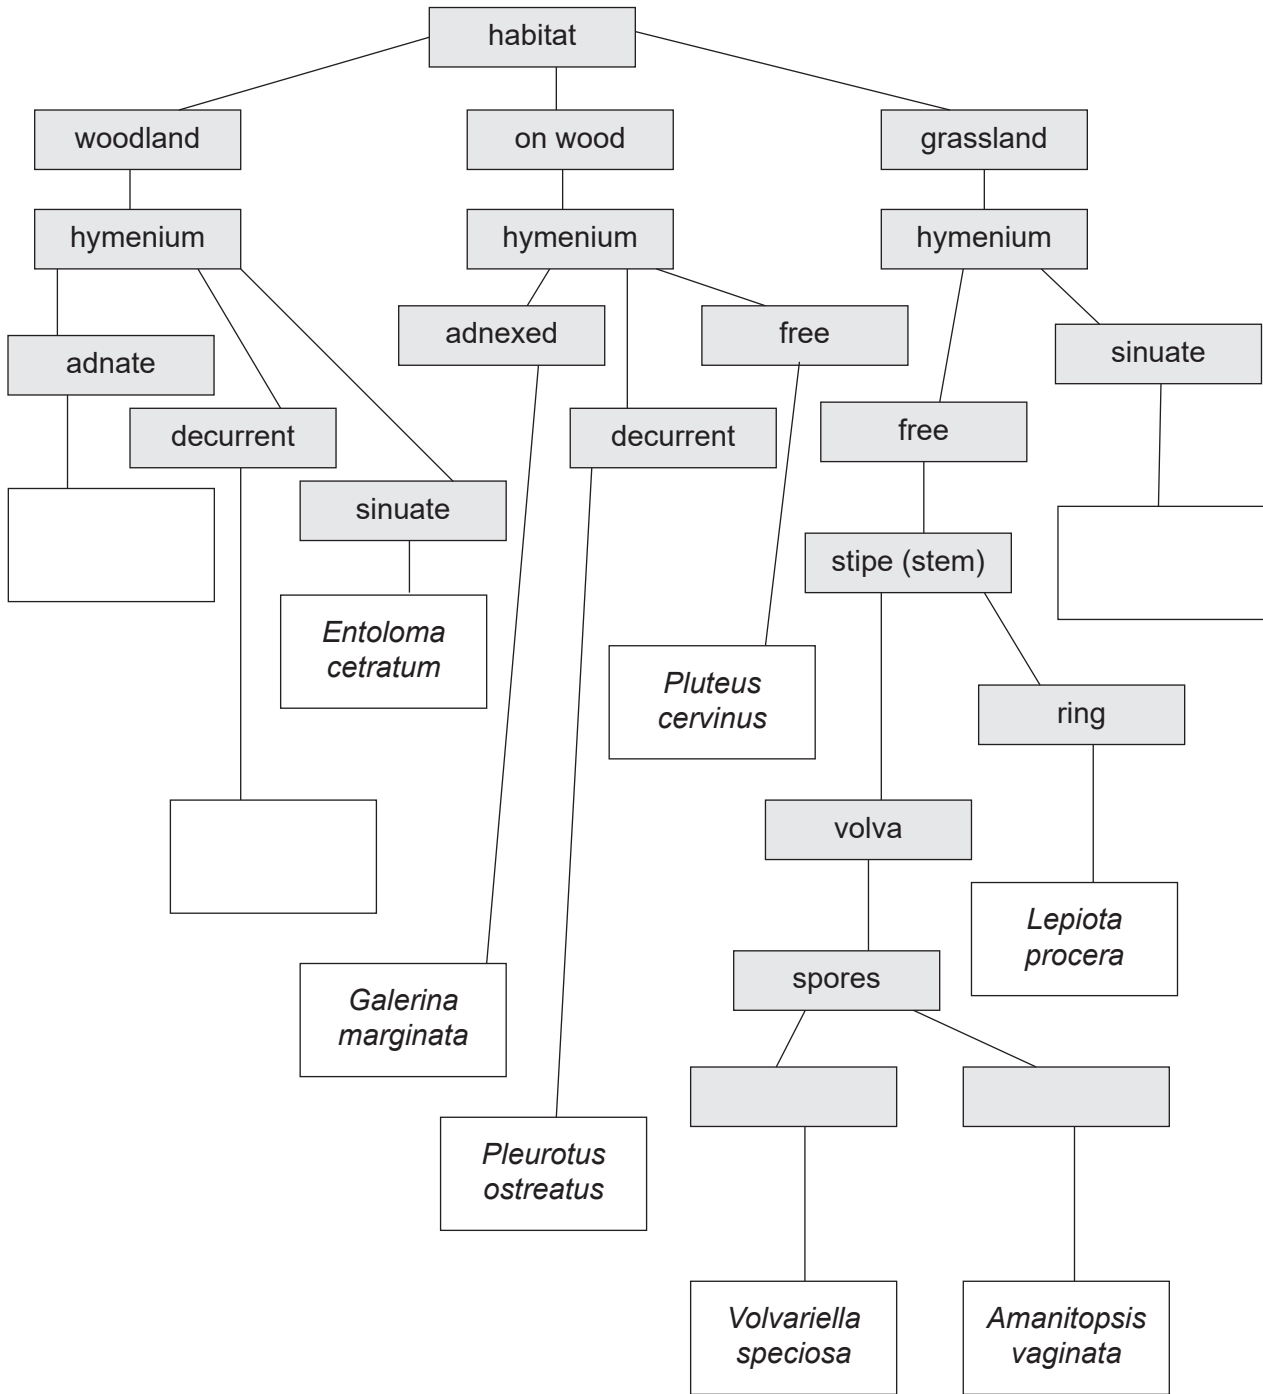 habitat
woodland
on wood
grassland
hymenium
hymenium
hymenium
adnexed
free
sinuate
adnate
decurrent
decurrent
free
sinuate
stipe (stem)
Entoloma
cetratum
Pluteus
cervinus
ring
volva
Lepiota
procera
spores
Galerina
marginata
Pleurotus
ostreatus
Volvariella
speciosa
Amanitopsis
vaginata